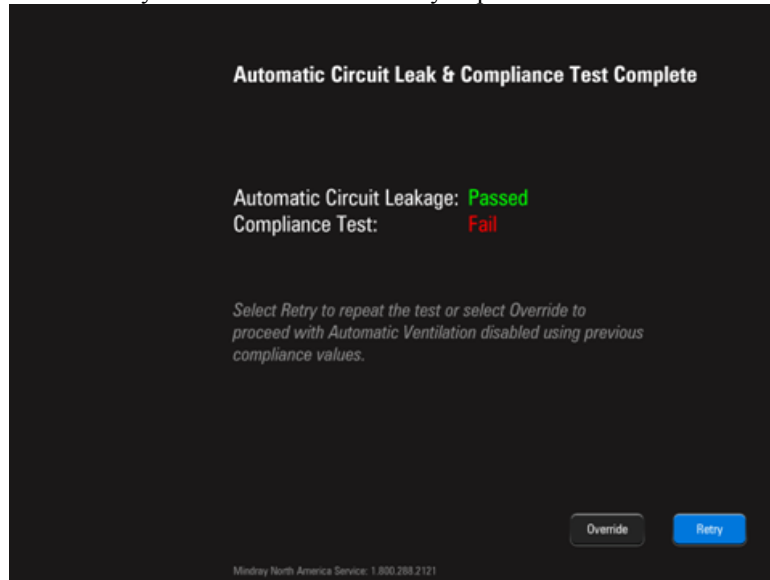 Automatic Circuit Leak & Compliance Test Complete
Automatic Circuit Leakage: Passed
Compliance Test: Fail
Select Retry to repeat the test or select Override to
proceed with Automatic Ventilation disabled using previous
compliance values.
Override Retry
Mindray North America Service: 1.800.288.2121